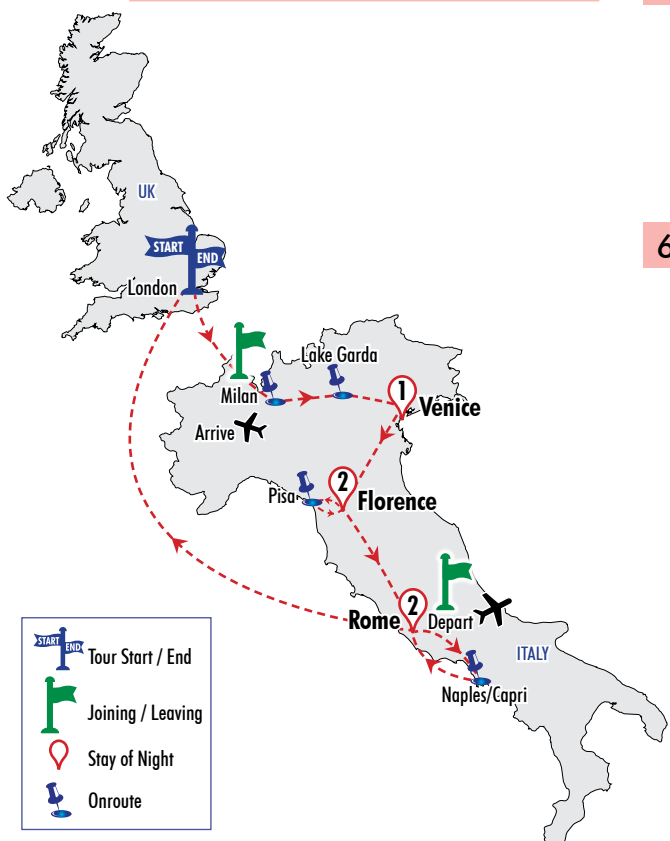 6
UK
START
END
London
Lake Garda
Milan
1
Venice
Arrive
2
Pisa
Florence
2
Rome
Depart
ITALY
Naples/Capri
START
END
Tour Start / End
Joining / Leaving
Stay of Night
Onroute